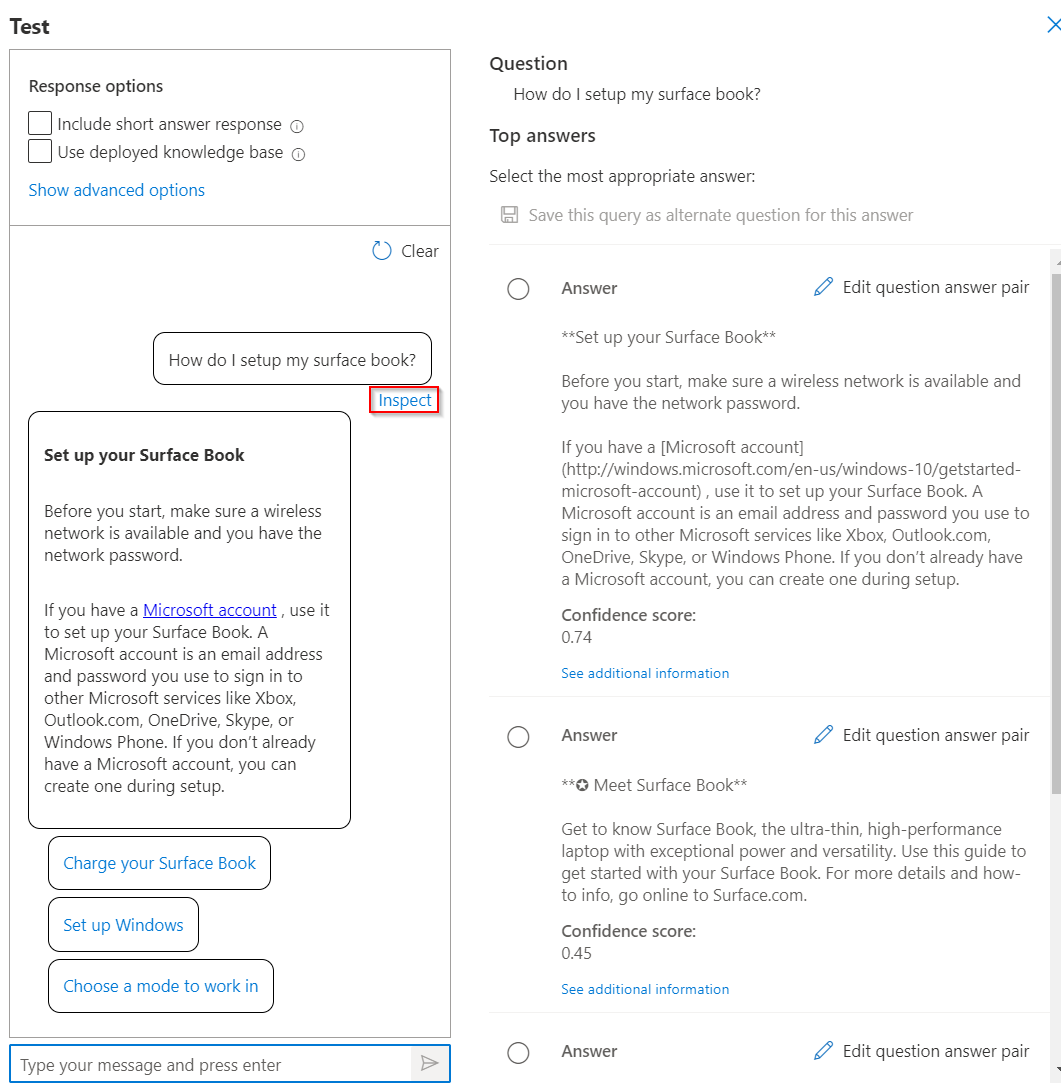 Test
Response options
Include short answer response
Use deployed knowledge base
Show advanced options
Clear
How do I setup my surface book?
Inspect
Set up your Surface Book
Before you start, make sure a wireless
network is available and you have the
network password.
If you have a Microsoft account , use it
to set up your Surface Book. A
Microsoft account is an email address
and password you use to sign in to
other Microsoft services like Xbox,
Outlook.com, OneDrive, Skype, or
Windows Phone. If you don’t already
have a Microsoft account, you can
create one during setup.
Charge your Surface Book
Set up Windows
Choose a mode to work in
Type your message and press enter
Question
How do I setup my surface book?
Top answers
Select the most appropriate answer:
Save this query as alternate question for this answer
Answer
Edit question answer pair
**Set up your Surface Book**
Before you start, make sure a wireless network is available and
you have the network password.
If you have a [Microsoft account]
(http://windows.microsoft.com/en-us/windows-10/getstarted-
microsoft-account) , use it to set up your Surface Book. A
Microsoft account is an email address and password you use to
sign in to other Microsoft services like Xbox, Outlook.com,
OneDrive, Skype, or Windows Phone. If you don’t already have
a Microsoft account, you can create one during setup.
Confidence score:
0.74
See additional information
Answer
Edit question answer pair
**✪ Meet Surface Book**
Get to know Surface Book, the ultra-thin, high-performance
laptop with exceptional power and versatility. Use this guide to
get started with your Surface Book. For more details and how-
to info, go online to Surface.com.
Confidence score:
0.45
See additional information
Answer
Edit question answer pair